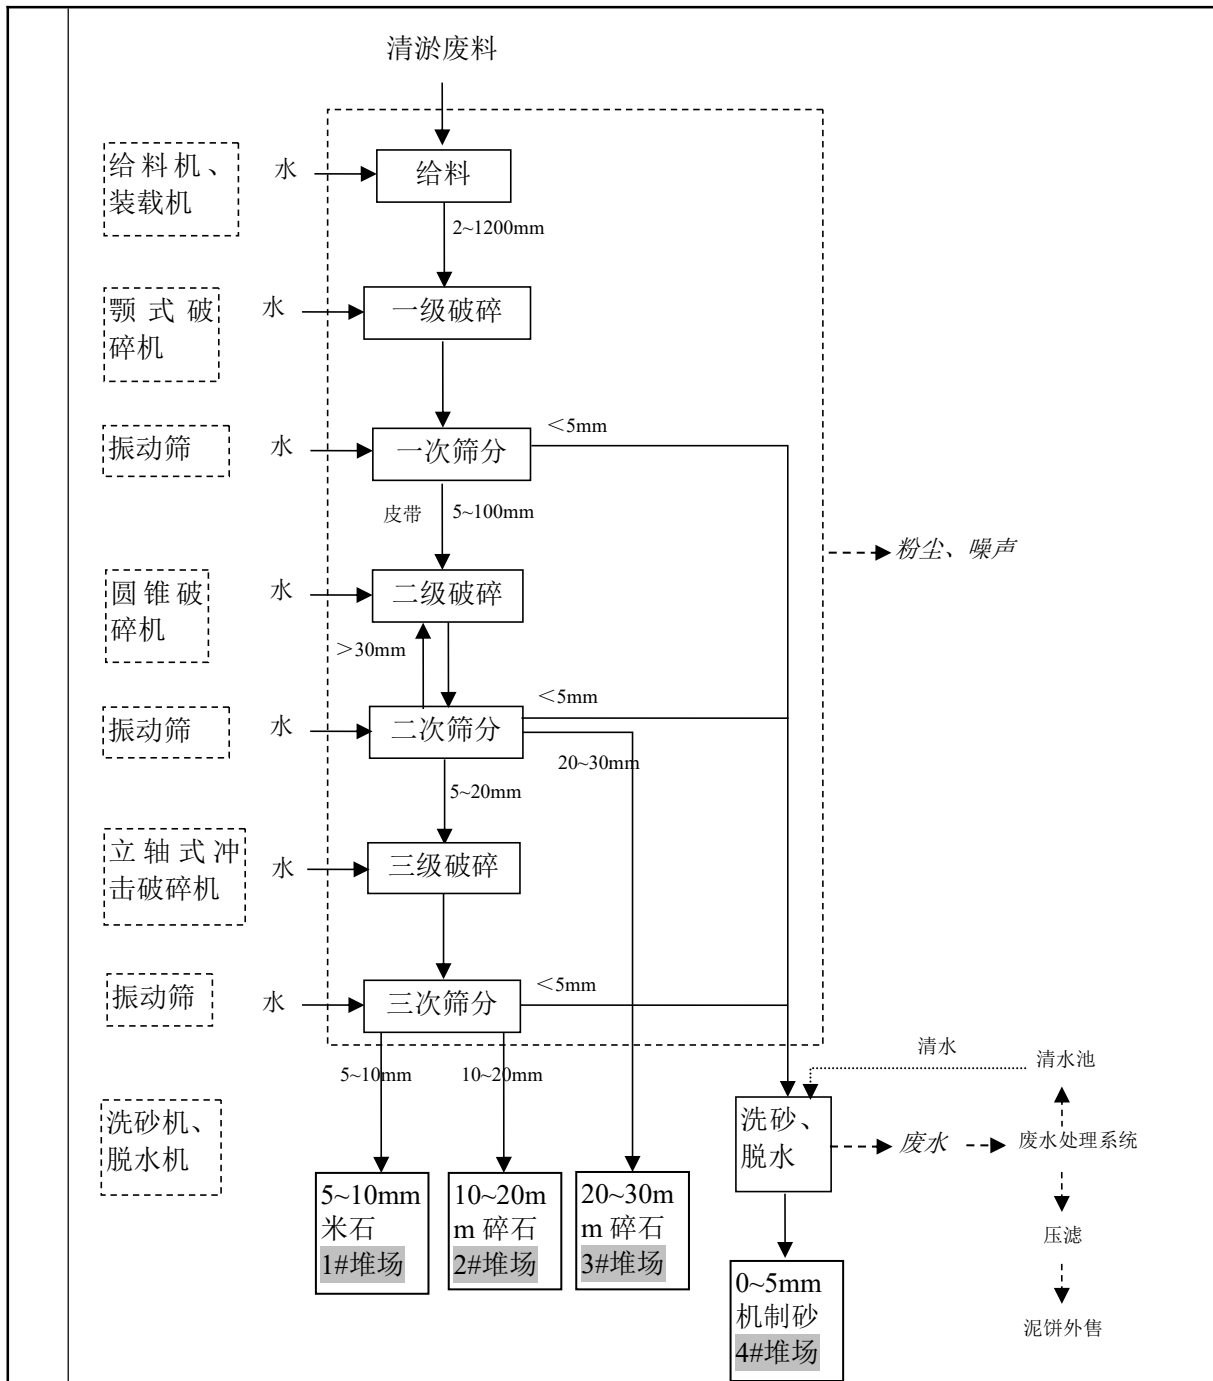 清淤废料
给料机、
装载机
水
给料
2~1200mm
颚式破
碎机
水
一级破碎
振动筛
水
一次筛分
<5mm
皮带
5~100mm
粉尘、噪声
圆锥破
碎机
水
二级破碎
>30mm
振动筛
水
二次筛分
<5mm
20~30mm
5~20mm
立轴式冲
击破碎机
水
三级破碎
振动筛
水
三次筛分
<5mm
5~10mm
10~20mm
清水
清水池
洗砂机、
脱水机
洗砂、
脱水
废水
废水处理系统
5~10mm
米石
1#堆场
10~20m
m 碎石
2#堆场
20~30m
m 碎石
3#堆场
压滤
0~5mm
机制砂
4#堆场
泥饼外售